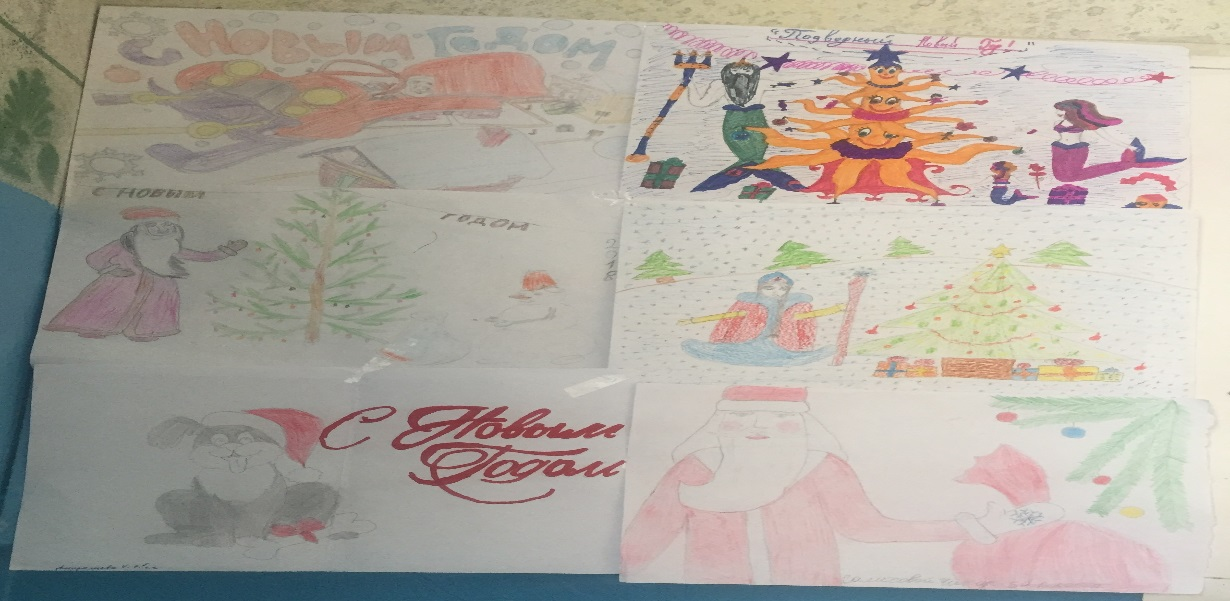 С Новым Годом
"Подводный Новый Год!"
С НОВЫМ
ГОДОМ
С Новым
Годом